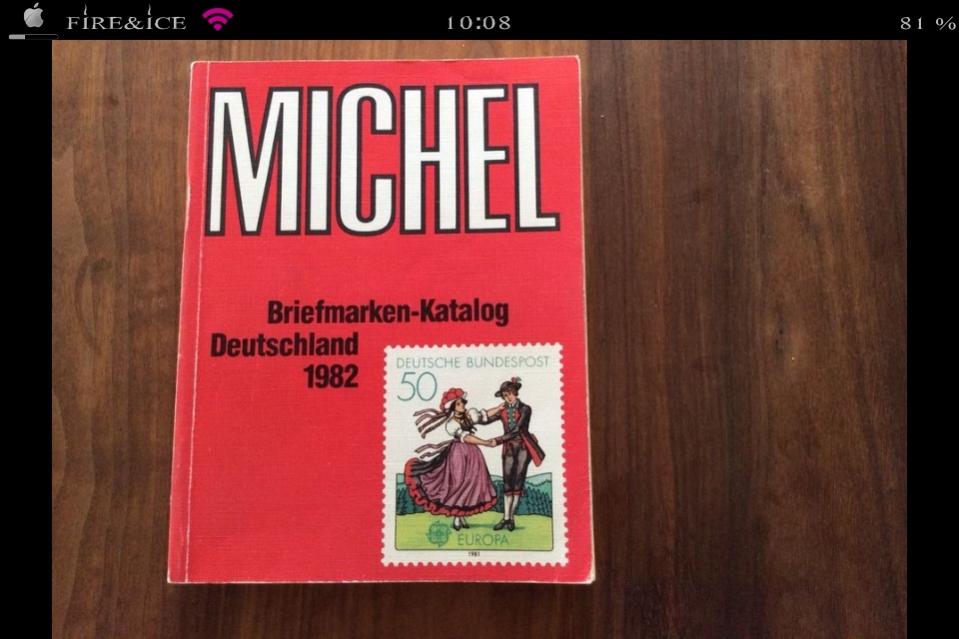 FIRE&ICE 10:08 81 %
MICHEL
Briefmarken-Katalog
Deutschland
1982
DEUTSCHE BUNDESPOST
50
EUROPA
1981